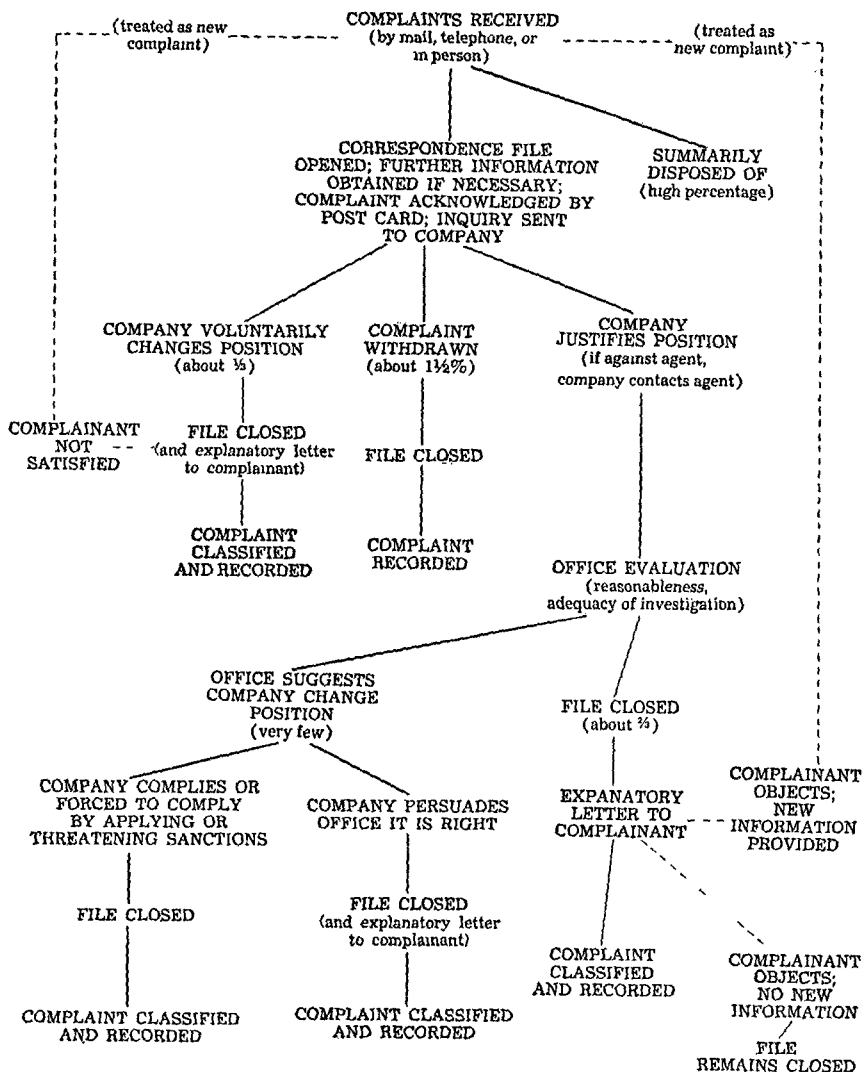 COMPLAINTS RECEIVED
(by mail, telephone, or
in person)
(treated as new
complaint)
(treated as
new complaint)
CORRESPONDENCE FILE
OPENED; FURTHER INFORMATION
OBTAINED IF NECESSARY;
COMPLAINT ACKNOWLEDGED BY
POST CARD; INQUIRY SENT
TO COMPANY
SUMMARILY
DISPOSED OF
(high percentage)
COMPANY VOLUNTARILY
CHANGES POSITION
(about ⅓)
COMPLAINT
WITHDRAWN
(about 1½%)
COMPANY
JUSTIFIES POSITION
(if against agent,
company contacts agent)
COMPLAINANT
NOT
SATISFIED
FILE CLOSED
(and explanatory letter
to complainant)
FILE CLOSED
COMPLAINT
CLASSIFIED
AND RECORDED
COMPLAINT
RECORDED
OFFICE EVALUATION
(reasonableness,
adequacy of investigation)
OFFICE SUGGESTS
COMPANY CHANGE
POSITION
(very few)
FILE CLOSED
(about ⅔)
COMPANY COMPLIES OR
FORCED TO COMPLY
BY APPLYING OR
THREATENING SANCTIONS
COMPANY PERSUADES
OFFICE IT IS RIGHT
EXPANATORY
LETTER TO
COMPLAINANT
COMPLAINANT
OBJECTS;
NEW
INFORMATION
PROVIDED
FILE CLOSED
FILE CLOSED
(and explanatory letter
to complainant)
COMPLAINT
CLASSIFIED
AND RECORDED
COMPLAINANT
OBJECTS;
NO NEW
INFORMATION
COMPLAINT CLASSIFIED
AND RECORDED
COMPLAINT CLASSIFIED
AND RECORDED
FILE
REMAINS CLOSED